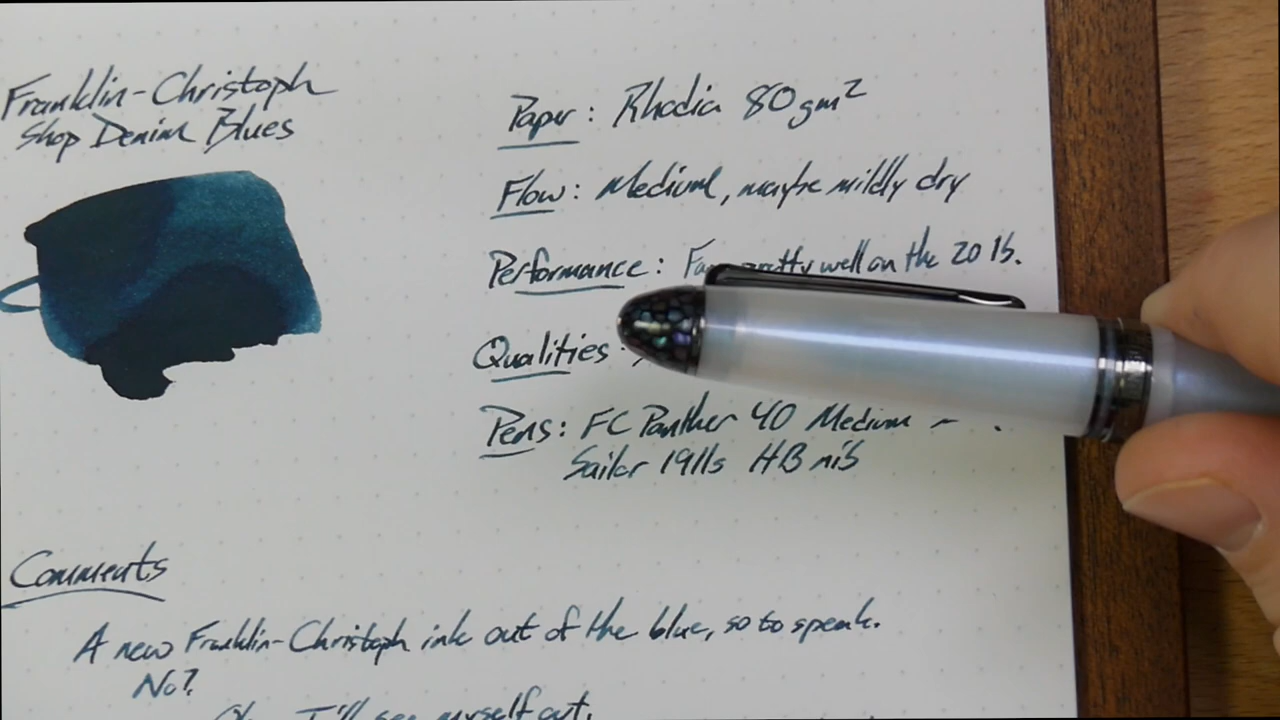 Franklin-Christoph
Shop Denim Blues
Paper: Rhodia 80gm²
Flow: Medium, maybe mildly dry
Performance: pretty well on the 20 lb.
Qualities
Pens: FC Panther 40 Medium
Sailor 1911s HB nib
Comments
A new Franklin-Christoph ink out of the blue, so to speak.
No?
I'll see myself out.